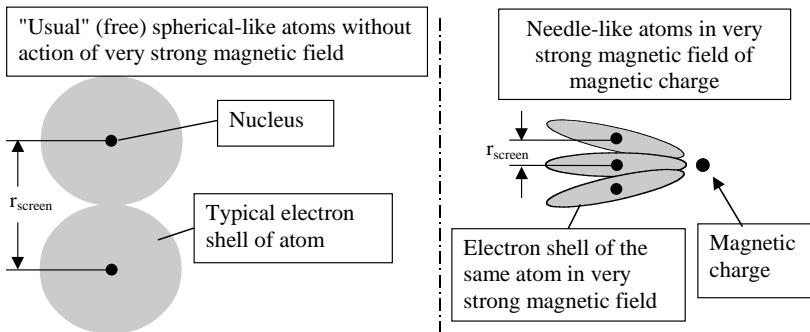 "Usual" (free) spherical-like atoms without
action of very strong magnetic field
Nucleus
r_screen
Typical electron
shell of atom
Needle-like atoms in very
strong magnetic field of
magnetic charge
r_screen
Electron shell of the
same atom in very
strong magnetic field
Magnetic
charge